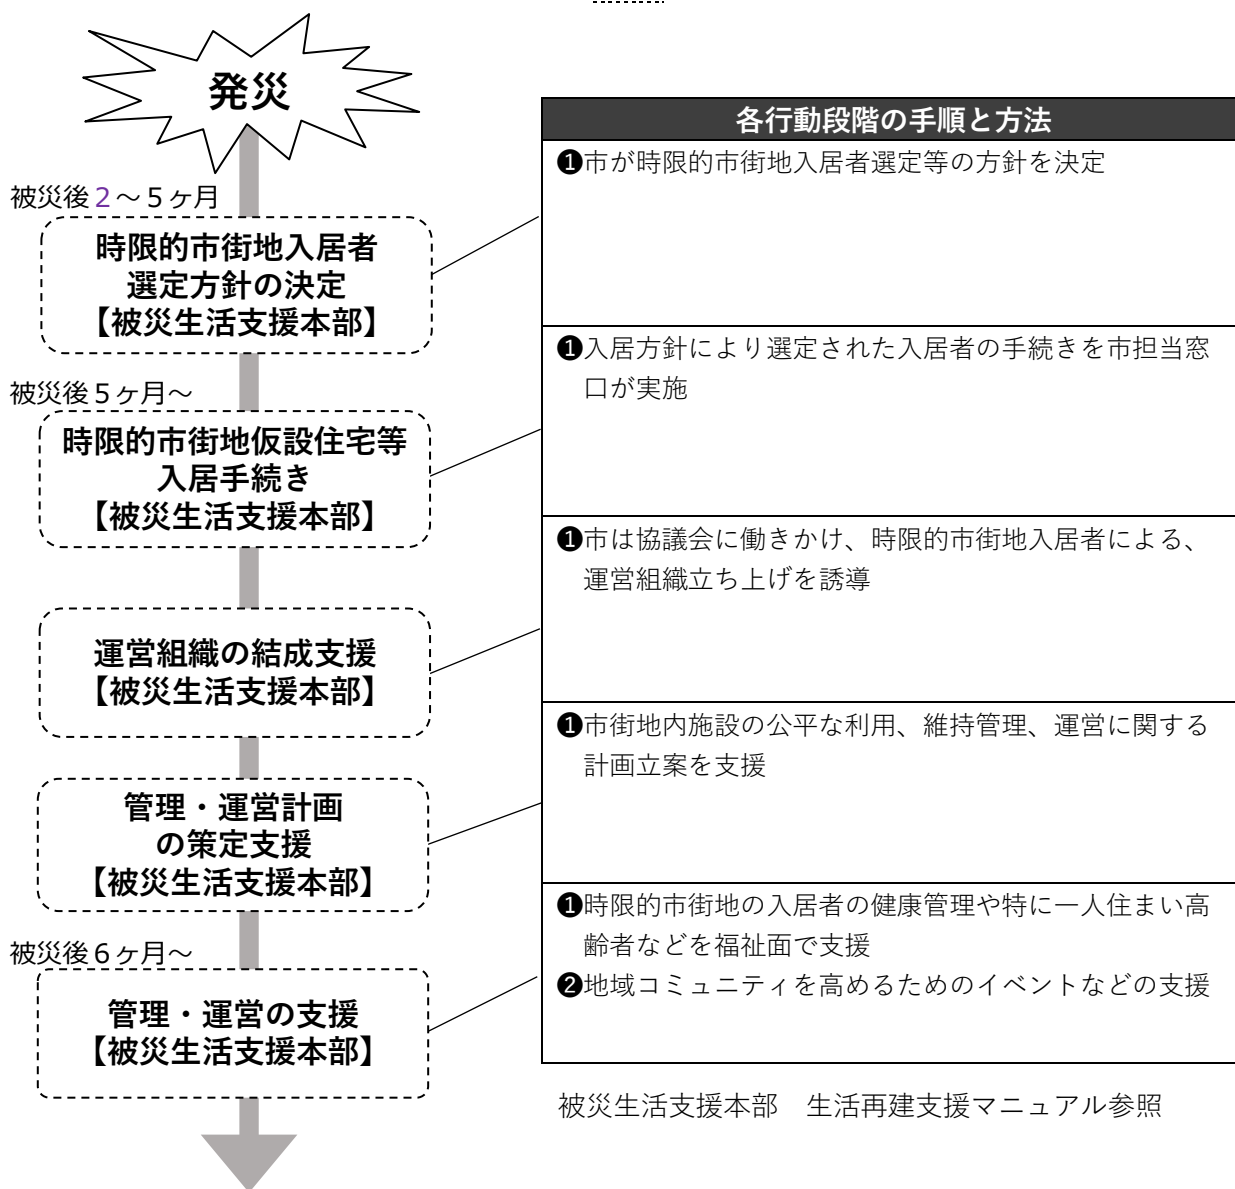 発災
被災後2～5ヶ月
時限的市街地入居者
選定方針の決定
【被災生活支援本部】
被災後5ヶ月～
時限的市街地仮設住宅等
入居手続き
【被災生活支援本部】
運営組織の結成支援
【被災生活支援本部】
管理・運営計画
の策定支援
【被災生活支援本部】
被災後6ヶ月～
管理・運営の支援
【被災生活支援本部】
各行動段階の手順と方法
❶市が時限的市街地入居者選定等の方針を決定
❶入居方針により選定された入居者の手続きを市担当窓
口が実施
❶市は協議会に働きかけ、時限的市街地入居者による、
運営組織立ち上げを誘導
❶市街地内施設の公平な利用、維持管理、運営に関する
計画立案を支援
❶時限的市街地の入居者の健康管理や特に一人住まい高
齢者などを福祉面で支援
❷地域コミュニティを高めるためのイベントなどの支援
被災生活支援本部　生活再建支援マニュアル参照